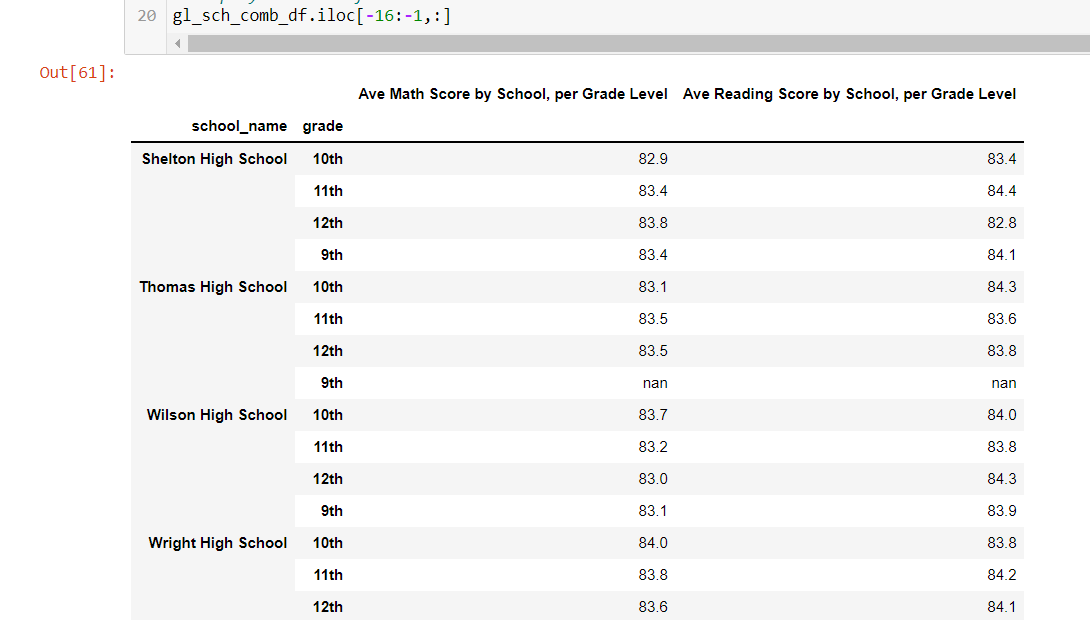 20 gl_sch_comb_df.iloc[-16:-1,:]
Out[61]:
Ave Math Score by School, per Grade Level Ave Reading Score by School, per Grade Level
school_name grade
Shelton High School 10th 82.9 83.4
11th 83.4 84.4
12th 83.8 82.8
9th 83.4 84.1
Thomas High School 10th 83.1 84.3
11th 83.5 83.6
12th 83.5 83.8
9th nan nan
Wilson High School 10th 83.7 84.0
11th 83.2 83.8
12th 83.0 84.3
9th 83.1 83.9
Wright High School 10th 84.0 83.8
11th 83.8 84.2
12th 83.6 84.1